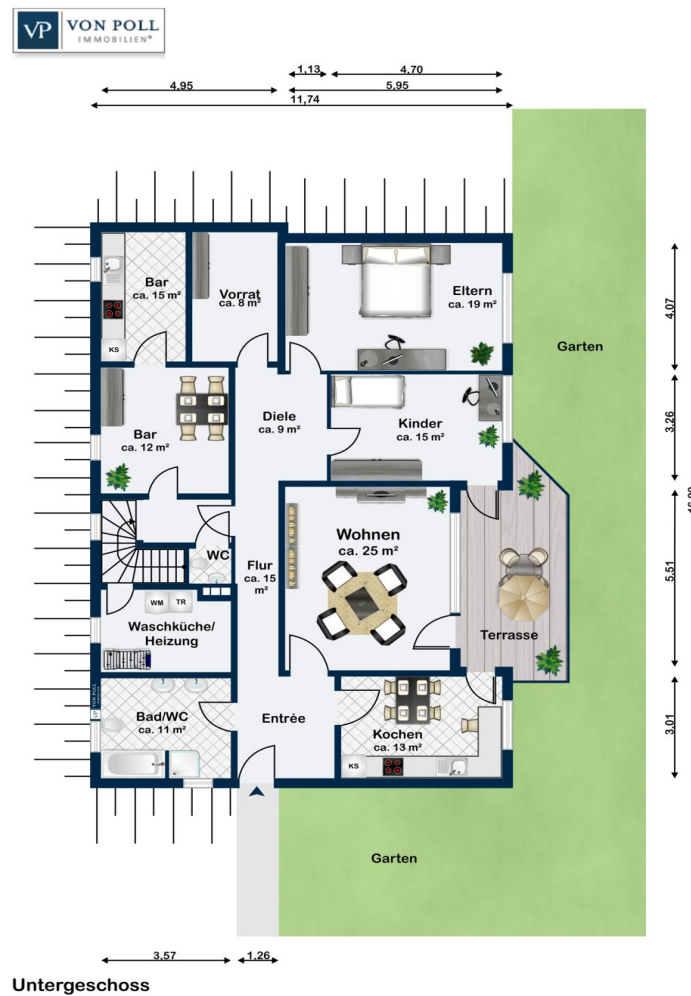 VP VON POLL
IMMOBILIEN®
1,13
4,70
4,95
5,95
11,74
Bar
ca. 15 m²
Vorrat
ca. 8 m²
Eltern
ca. 19 m²
4,07
Garten
KS
Diele
ca. 9 m²
Kinder
ca. 15 m²
3,26
Bar
ca. 12 m²
Wohnen
ca. 25 m²
WC
Flur
ca. 15
m²
5,51
WM
TR
Waschküche/
Heizung
Terrasse
VP VON POLL
Bad/WC
ca. 11 m²
Entrée
Kochen
ca. 13 m²
3,01
KS
Garten
3,57
1,26
Untergeschoss